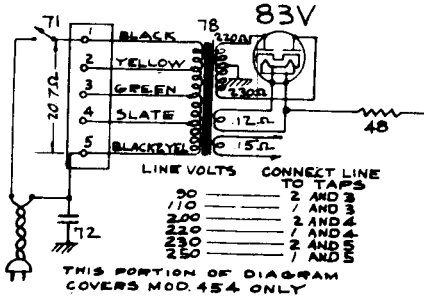 71
78
83V
1 BLACK
2 YELLOW
3 GREEN
4 SLATE
5 BLACK & YEL
20.7Ω
220Ω
230Ω
.12Ω
.15Ω
48
72
LINE VOLTS CONNECT LINE TO TAPS
90 2 AND 3
110 1 AND 3
200 2 AND 4
220 1 AND 4
230 2 AND 5
250 1 AND 5
THIS PORTION OF DIAGRAM
COVERS MOD. 454 ONLY